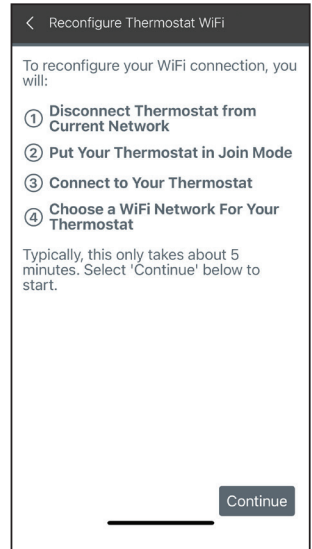 Reconfigure Thermostat WiFi
To reconfigure your WiFi connection, you
will:
1 Disconnect Thermostat from
Current Network
2 Put Your Thermostat in Join Mode
3 Connect to Your Thermostat
4 Choose a WiFi Network For Your
Thermostat
Typically, this only takes about 5
minutes. Select 'Continue' below to
start.
Continue